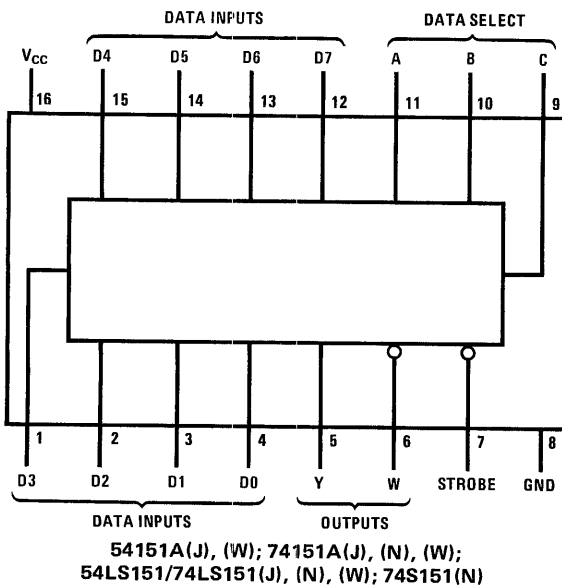 DATA INPUTS DATA SELECT
VCC D4 D5 D6 D7 A B C
16 15 14 13 12 11 10 9
1 2 3 4 5 6 7 8
D3 D2 D1 D0 Y W STROBE GND
DATA INPUTS OUTPUTS
54151A(J), (W); 74151A(J), (N), (W);
54LS151/74LS151(J), (N), (W); 74S151(N)